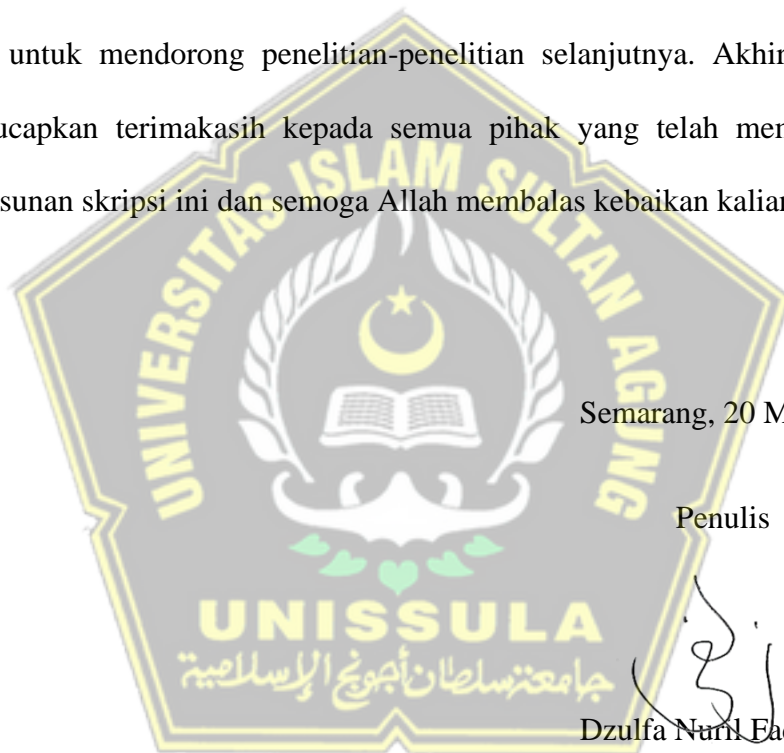 untuk mendorong penelitian-penelitian selanjutnya. Akhir
ucapkan terimakasih kepada semua pihak yang telah mem
sunan skripsi ini dan semoga Allah membalas kebaikan kalian
UNIVERSITAS ISLAM SULTAN AGUNG
Semarang, 20 M
Penulis
UNISSULA
جامعة سلطان أجونج الإسلامية
Dzulfa Nuril